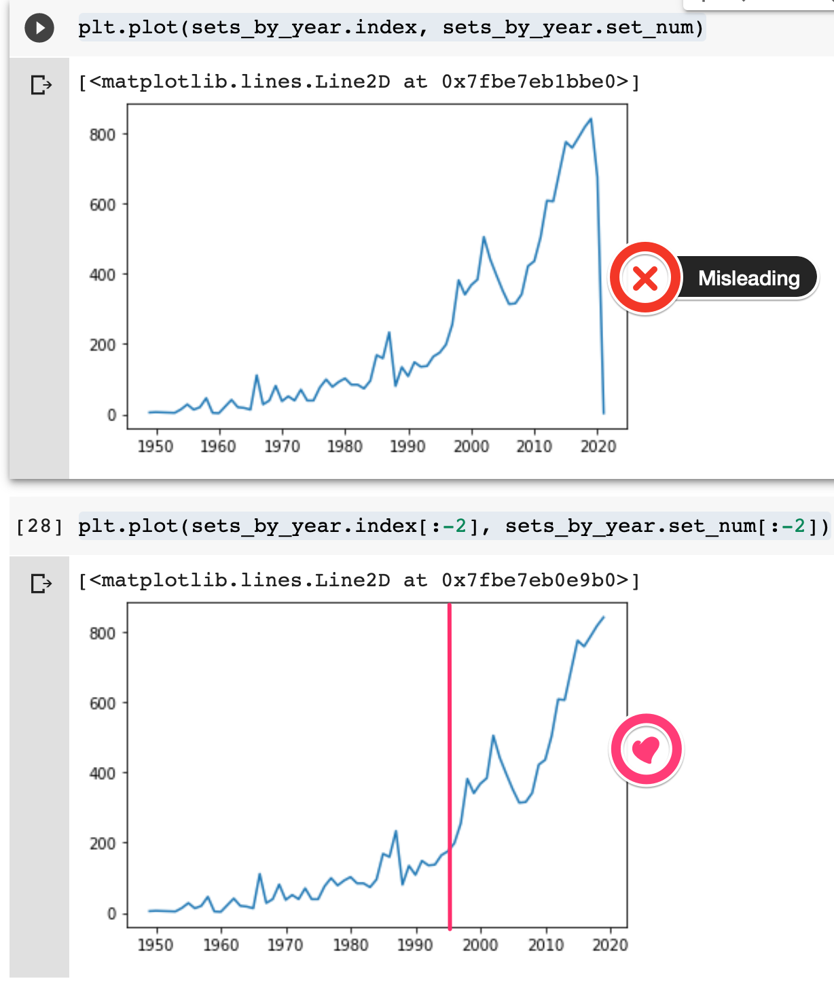 plt.plot(sets_by_year.index, sets_by_year.set_num)
[<matplotlib.lines.Line2D at 0x7fbe7eb1bbe0>]
800
600
400
200
0
1950 1960 1970 1980 1990 2000 2010 2020
Misleading
[28] plt.plot(sets_by_year.index[:-2], sets_by_year.set_num[:-2])
[<matplotlib.lines.Line2D at 0x7fbe7eb0e9b0>]
800
600
400
200
0
1950 1960 1970 1980 1990 2000 2010 2020